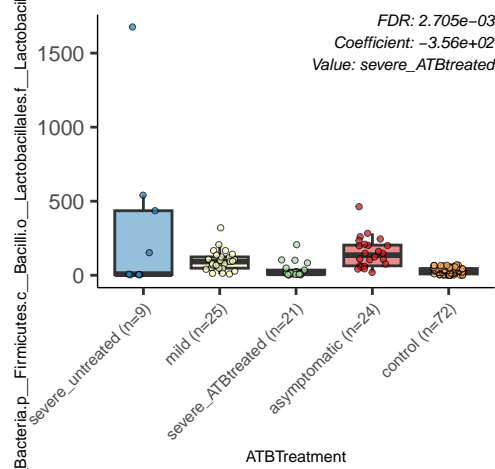 FDR: 2.705e−03
Coefficient: −3.56e+02
Value: severe_ATBtreated
Bacteria.p__Firmicutes.c__Bacilli.o__Lactobacillales.f__Lactobacil
1500
1000
500
0
severe_untreated (n=9)
mild (n=25)
severe_ATBtreated (n=21)
asymptomatic (n=24)
control (n=72)
ATBTreatment